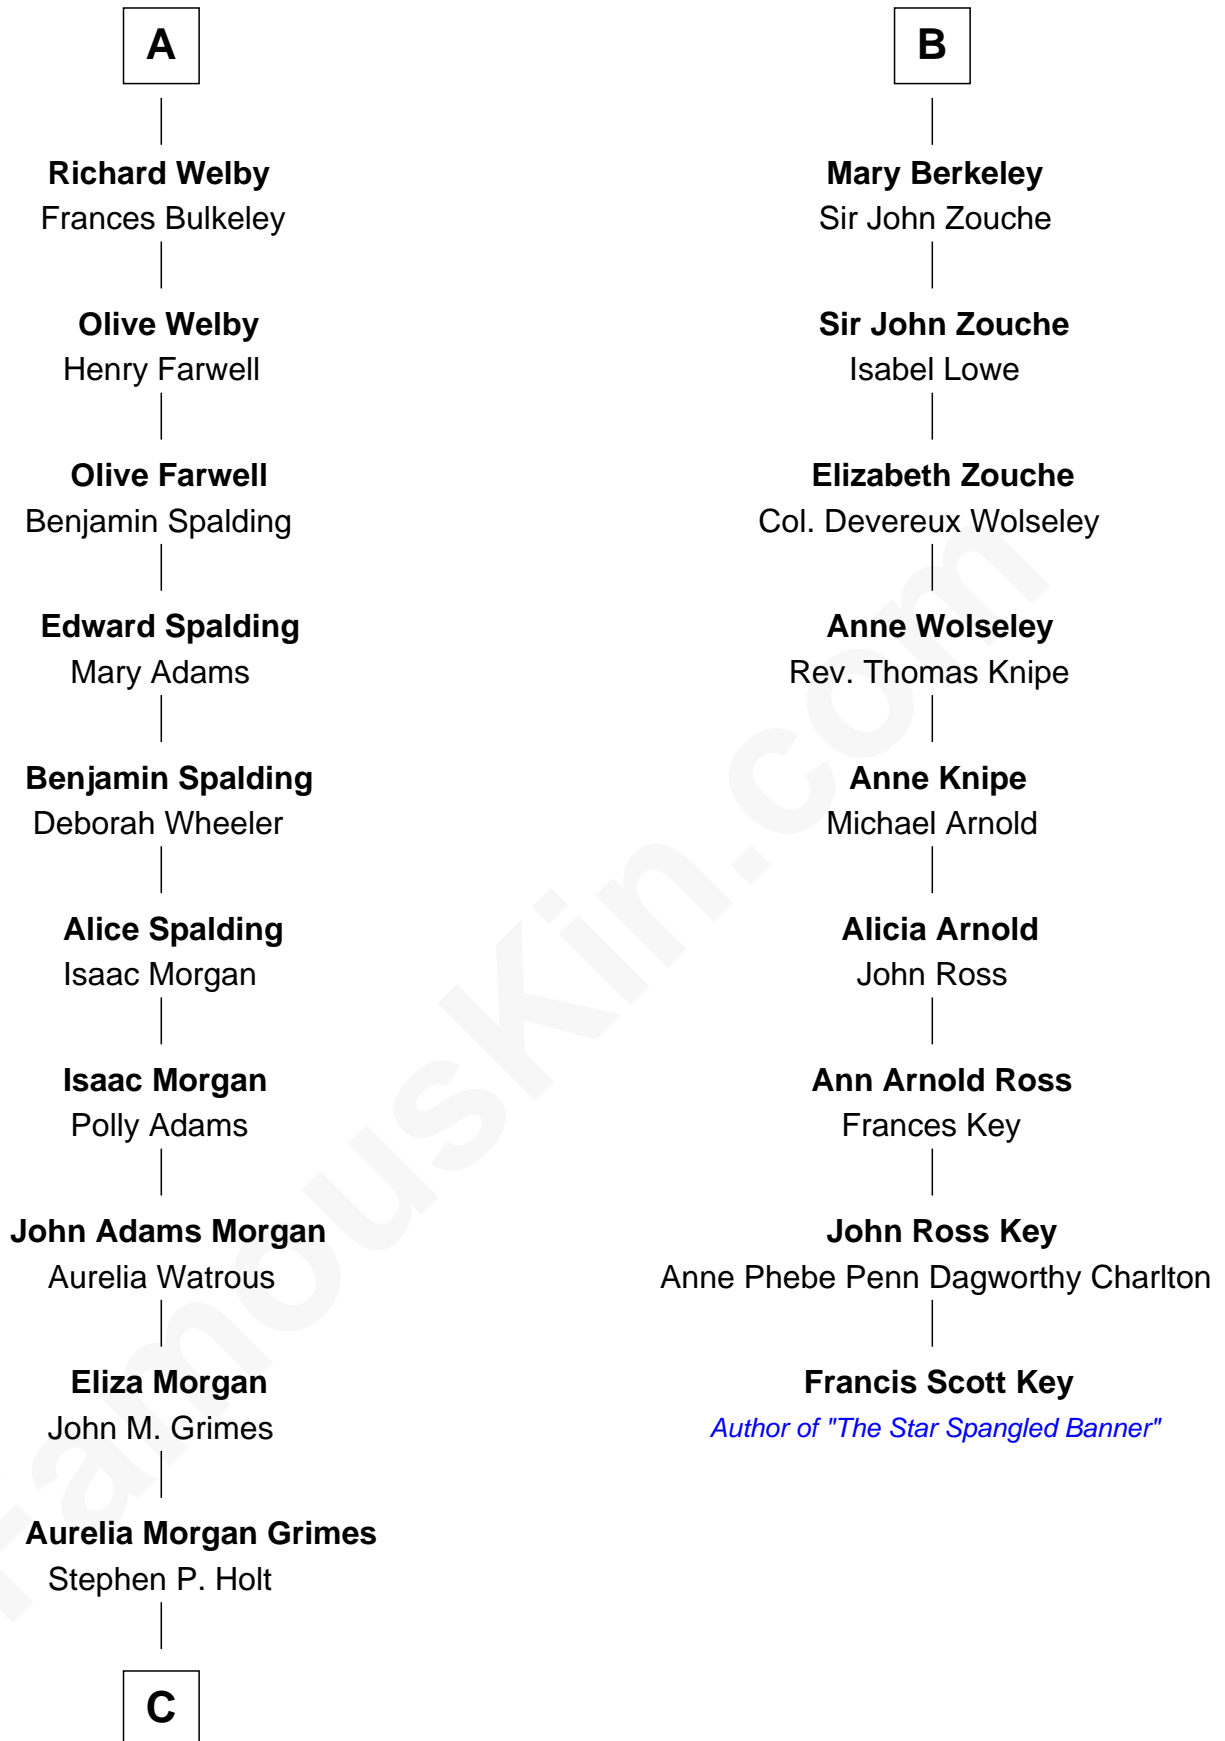 A
Richard Welby
Frances Bulkeley
Olive Welby
Henry Farwell
Olive Farwell
Benjamin Spalding
Edward Spalding
Mary Adams
Benjamin Spalding
Deborah Wheeler
Alice Spalding
Isaac Morgan
Isaac Morgan
Polly Adams
John Adams Morgan
Aurelia Watrous
Eliza Morgan
John M. Grimes
Aurelia Morgan Grimes
Stephen P. Holt
C
B
Mary Berkeley
Sir John Zouche
Sir John Zouche
Isabel Lowe
Elizabeth Zouche
Col. Devereux Wolseley
Anne Wolseley
Rev. Thomas Knipe
Anne Knipe
Michael Arnold
Alicia Arnold
John Ross
Ann Arnold Ross
Frances Key
John Ross Key
Anne Phebe Penn Dagworthy Charlton
Francis Scott Key
Author of "The Star Spangled Banner"
FamousKin.com